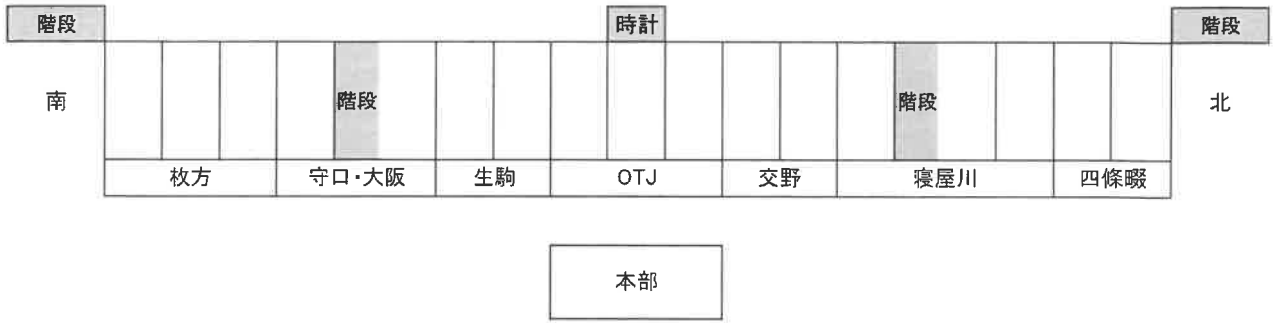 階段 時計 階段
南 階段 階段 北
枚方 守口・大阪 生駒 OTJ 交野 寝屋川 四條畷
本部